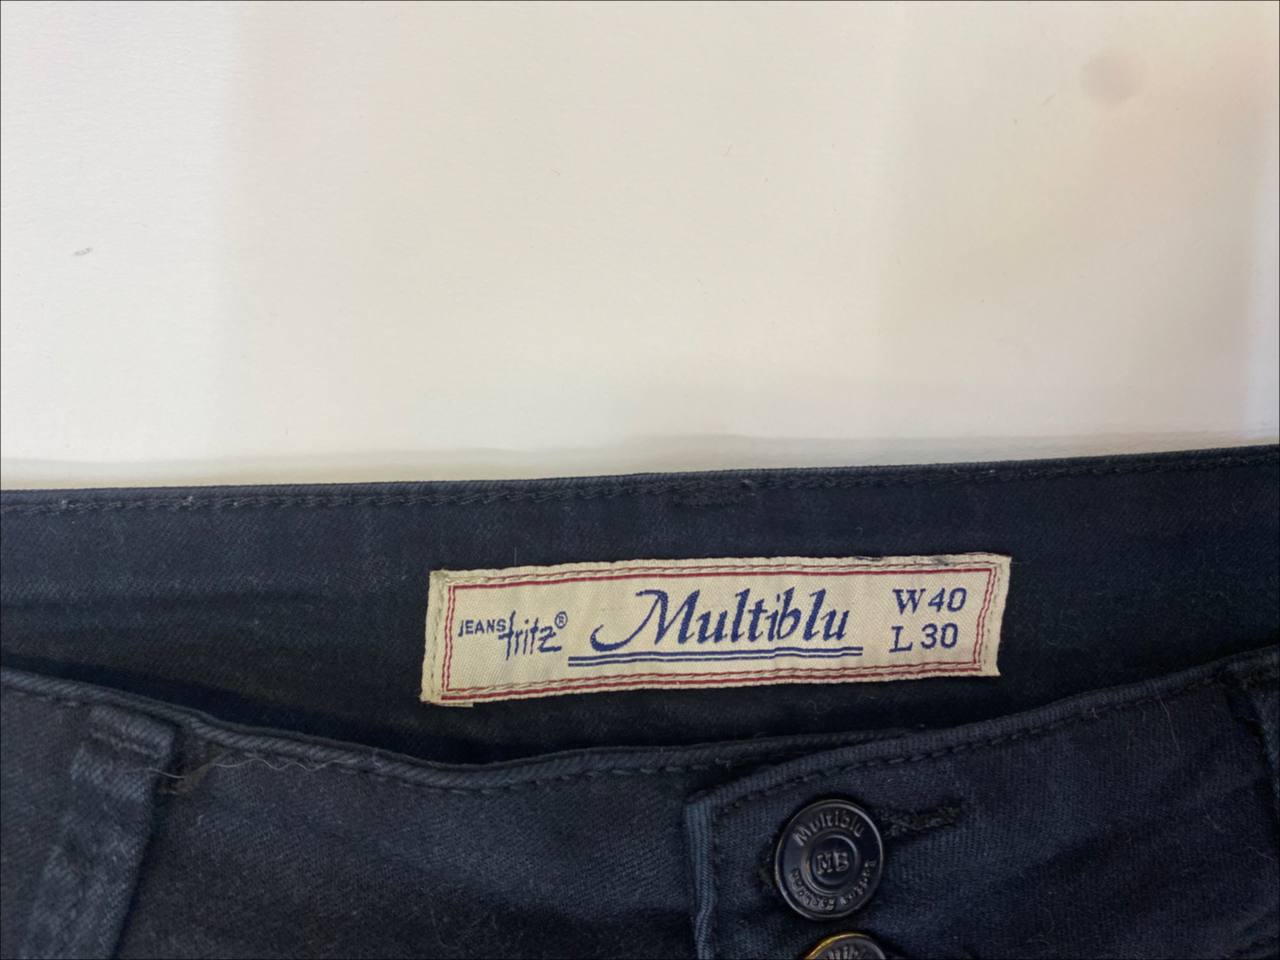 JEANS fritz® Multiblu W40
L30
Multiblu
MB